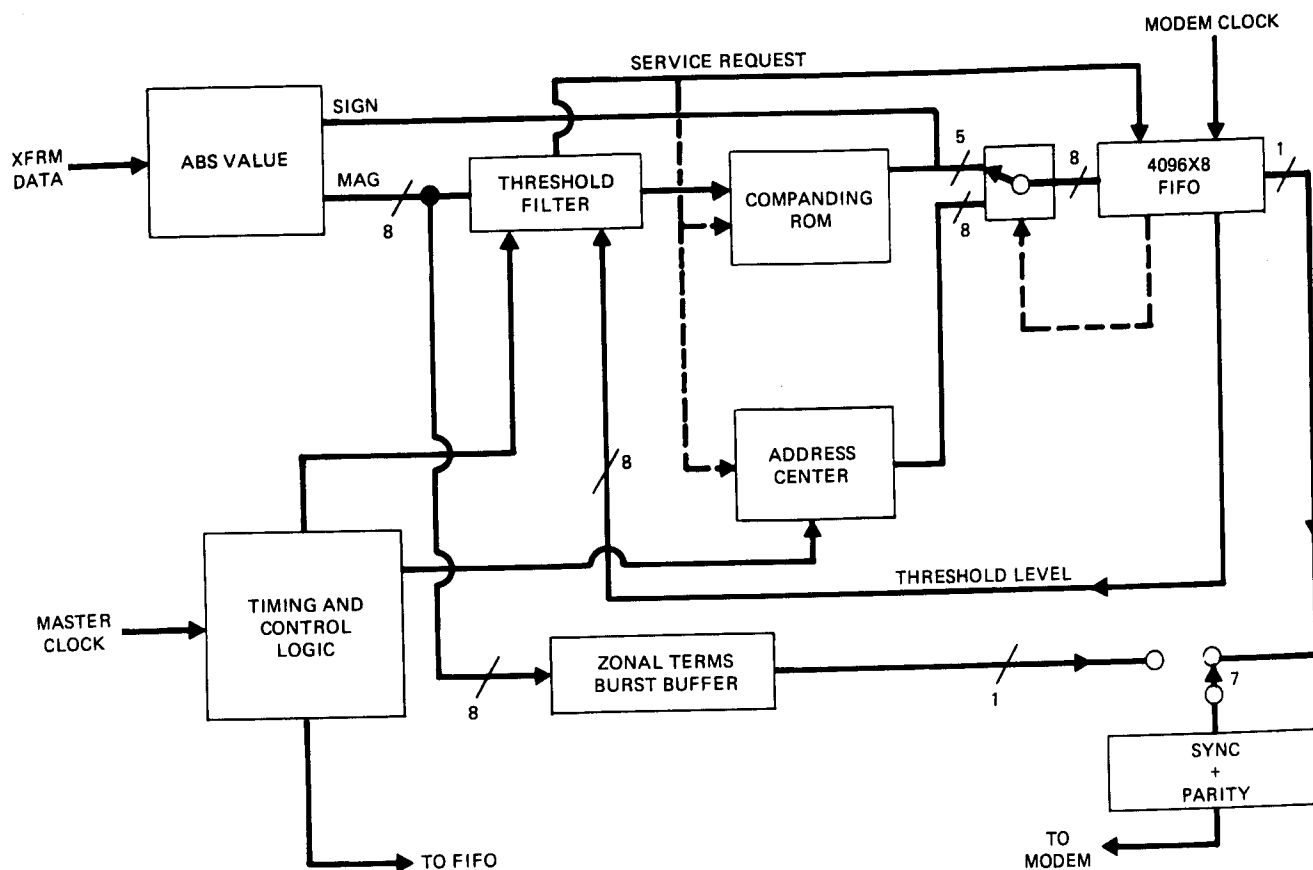 MODEM CLOCK
SERVICE REQUEST
SIGN
XFRM
DATA
ABS VALUE
MAG
8
THRESHOLD
FILTER
COMPANDING
ROM
5
8
8
4096X8
FIFO
1
8
ADDRESS
CENTER
THRESHOLD LEVEL
MASTER
CLOCK
TIMING AND
CONTROL
LOGIC
8
ZONAL TERMS
BURST BUFFER
1
7
SYNC
+
PARITY
TO FIFO
TO
MODEM